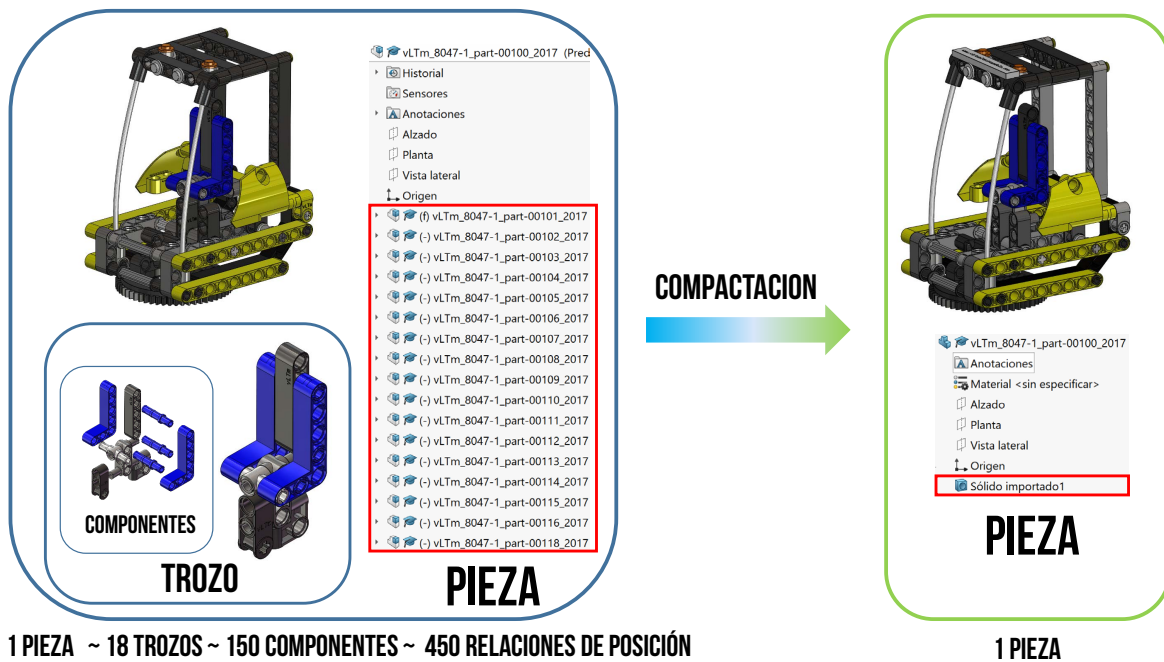 vLTm_8047-1_part-00100_2017 (Pred
Historial
Sensores
Anotaciones
Alzado
Planta
Vista lateral
Origen
(f) vLTm_8047-1_part-00101_2017
(-) vLTm_8047-1_part-00102_2017
(-) vLTm_8047-1_part-00103_2017
(-) vLTm_8047-1_part-00104_2017
(-) vLTm_8047-1_part-00105_2017
(-) vLTm_8047-1_part-00106_2017
(-) vLTm_8047-1_part-00107_2017
(-) vLTm_8047-1_part-00108_2017
(-) vLTm_8047-1_part-00109_2017
(-) vLTm_8047-1_part-00110_2017
(-) vLTm_8047-1_part-00111_2017
(-) vLTm_8047-1_part-00112_2017
(-) vLTm_8047-1_part-00113_2017
(-) vLTm_8047-1_part-00114_2017
(-) vLTm_8047-1_part-00115_2017
(-) vLTm_8047-1_part-00116_2017
(-) vLTm_8047-1_part-00118_2017
COMPONENTES
TROZO
PIEZA
1 PIEZA ~ 18 TROZOS ~ 150 COMPONENTES ~ 450 RELACIONES DE POSICIÓN
COMPACTACION
vLTm_8047-1_part-00100_2017
Anotaciones
Material <sin especificar>
Alzado
Planta
Vista lateral
Origen
Sólido importado1
PIEZA
1 PIEZA